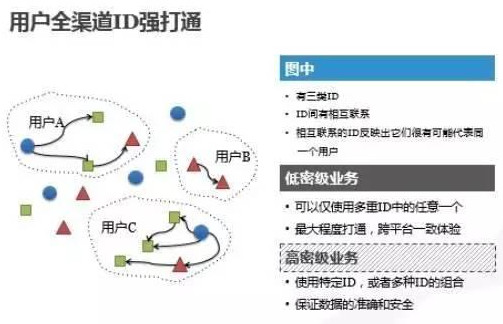 用户全渠道ID强打通
用户A
用户B
用户C
图中
有三类ID
ID间有相互联系
相互联系的ID反映出它们很有可能代表同
一个用户
低密级业务
可以仅使用多重ID中的任意一个
最大程度打通，跨平台一致体验
高密级业务
使用特定ID，或者多种ID的组合
保证数据的准确和安全